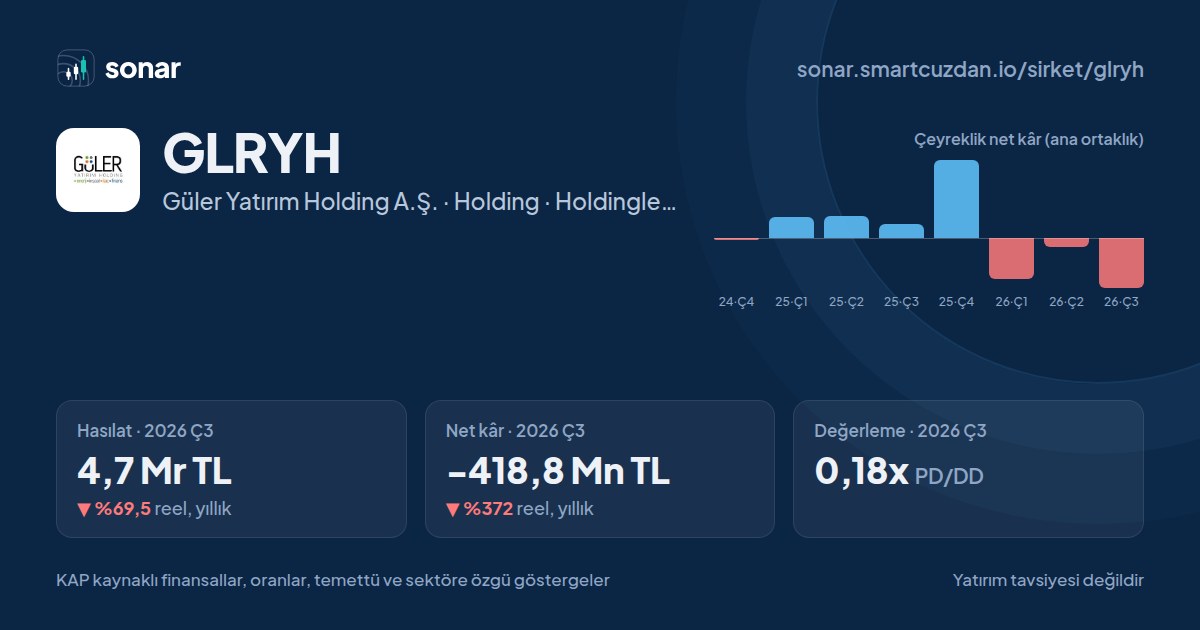 sonar
sonar.smartcuzdan.io/sirket/glryh
GÜLER
YATIRIM HOLDING
GLRYH
Güler Yatırım Holding A.Ş. · Holding · Holdingle…
Çeyreklik net kâr (ana ortaklık)
24·Ç4 25·Ç1 25·Ç2 25·Ç3 25·Ç4 26·Ç1 26·Ç2 26·Ç3
Hasılat · 2026 Ç3
4,7 Mr TL
▼ %69,5 reel, yıllık
Net kâr · 2026 Ç3
−418,8 Mn TL
▼ %372 reel, yıllık
Değerleme · 2026 Ç3
0,18x PD/DD
KAP kaynaklı finansallar, oranlar, temettü ve sektöre özgü göstergeler
Yatırım tavsiyesi değildir